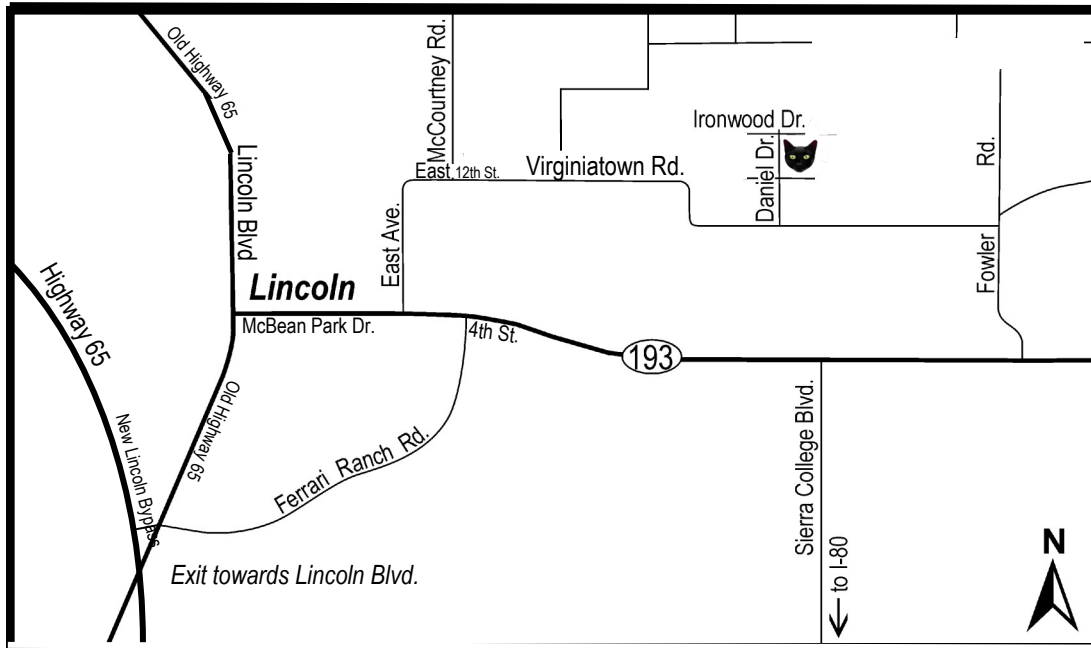 Old Highway 65
McCourtney Rd.
Ironwood Dr.
Lincoln Blvd
East 12th St.
Virginiatown Rd.
Daniel Dr.
Rd.
East Ave.
Fowler
Highway 65
Lincoln
McBean Park Dr.
4th St.
193
Old Highway 65
New Lincoln Bypass
Ferrari Ranch Rd.
Sierra College Blvd.
to I-80
N
Exit towards Lincoln Blvd.